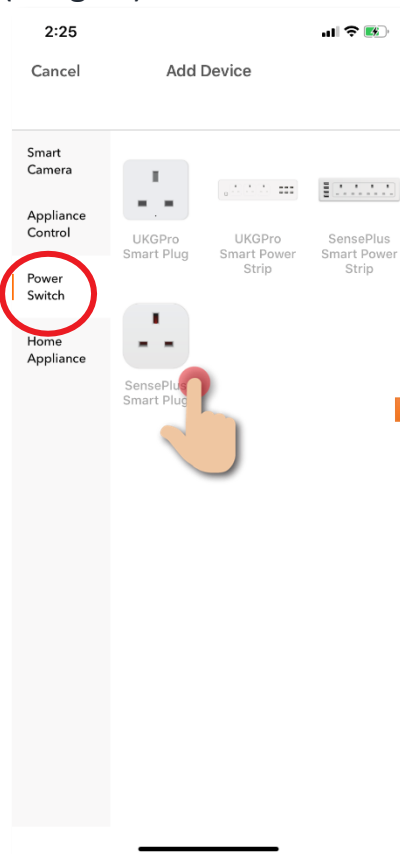 2:25
Cancel
Add Device
Smart
Camera
Appliance
Control
Power
Switch
Home
Appliance
UKGPro
Smart Plug
UKGPro
Smart Power
Strip
SensePlus
Smart Power
Strip
SensePlus
Smart Plug